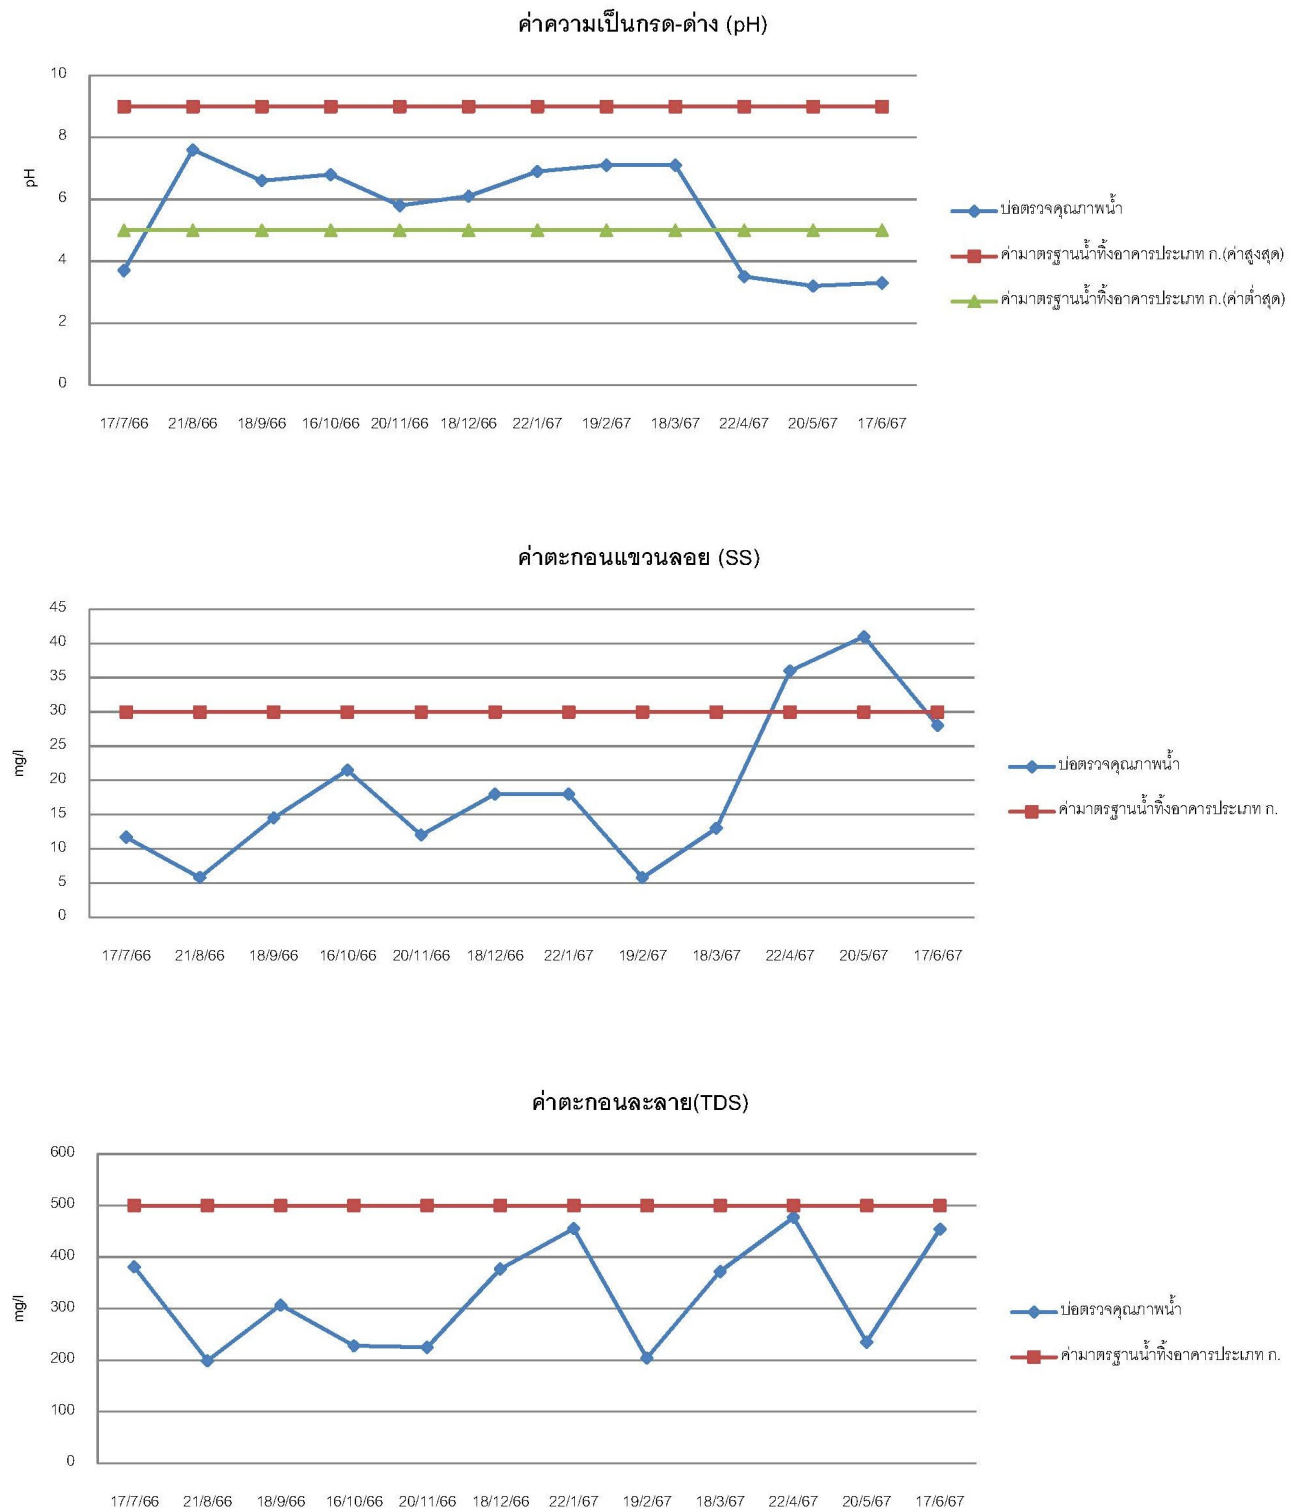 ค่าความเป็นกรด-ด่าง (pH)
10
8
6
4
2
0
pH
17/7/66 21/8/66 18/9/66 16/10/66 20/11/66 18/12/66 22/1/67 19/2/67 18/3/67 22/4/67 20/5/67 17/6/67
บ่อตรวจคุณภาพน้ำ
ค่ามาตรฐานน้ำทิ้งอาคารประเภท ก.(ค่าสูงสุด)
ค่ามาตรฐานน้ำทิ้งอาคารประเภท ก.(ค่าต่ำสุด)
ค่าตะกอนแขวนลอย (SS)
45
40
35
30
25
20
15
10
5
0
mg/l
17/7/66 21/8/66 18/9/66 16/10/66 20/11/66 18/12/66 22/1/67 19/2/67 18/3/67 22/4/67 20/5/67 17/6/67
บ่อตรวจคุณภาพน้ำ
ค่ามาตรฐานน้ำทิ้งอาคารประเภท ก.
ค่าตะกอนละลาย(TDS)
600
500
400
300
200
100
0
mg/l
17/7/66 21/8/66 18/9/66 16/10/66 20/11/66 18/12/66 22/1/67 19/2/67 18/3/67 22/4/67 20/5/67 17/6/67
บ่อตรวจคุณภาพน้ำ
ค่ามาตรฐานน้ำทิ้งอาคารประเภท ก.